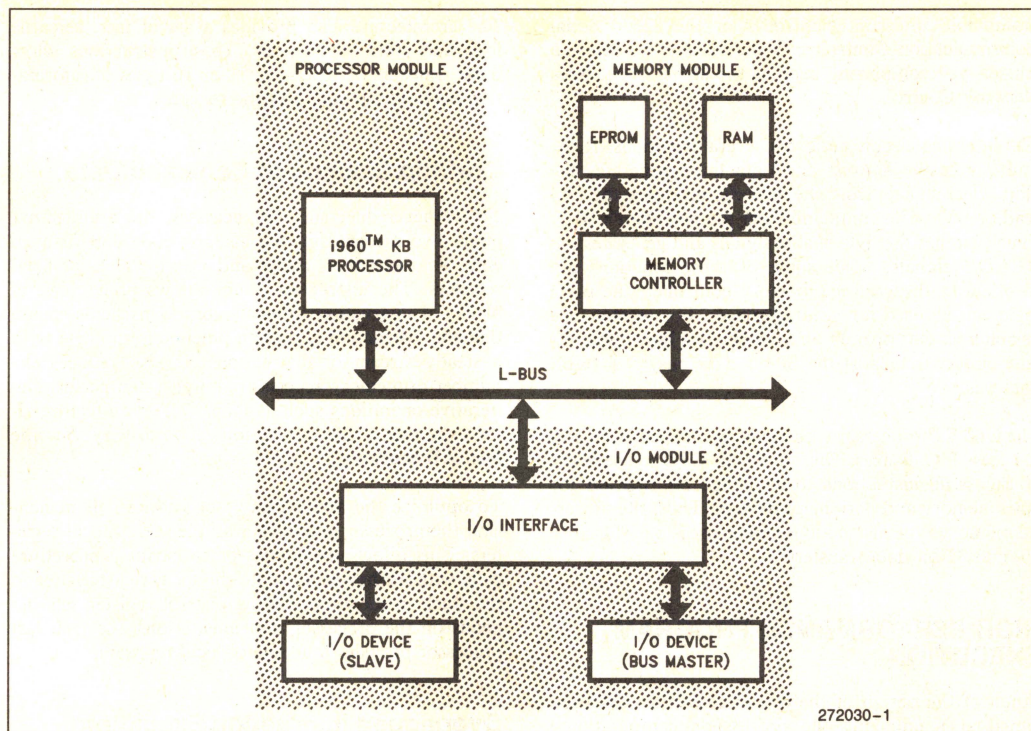 PROCESSOR MODULE
MEMORY MODULE
EPROM
RAM
i960™ KB
PROCESSOR
MEMORY
CONTROLLER
L-BUS
I/O MODULE
I/O INTERFACE
I/O DEVICE
(SLAVE)
I/O DEVICE
(BUS MASTER)
272030-1